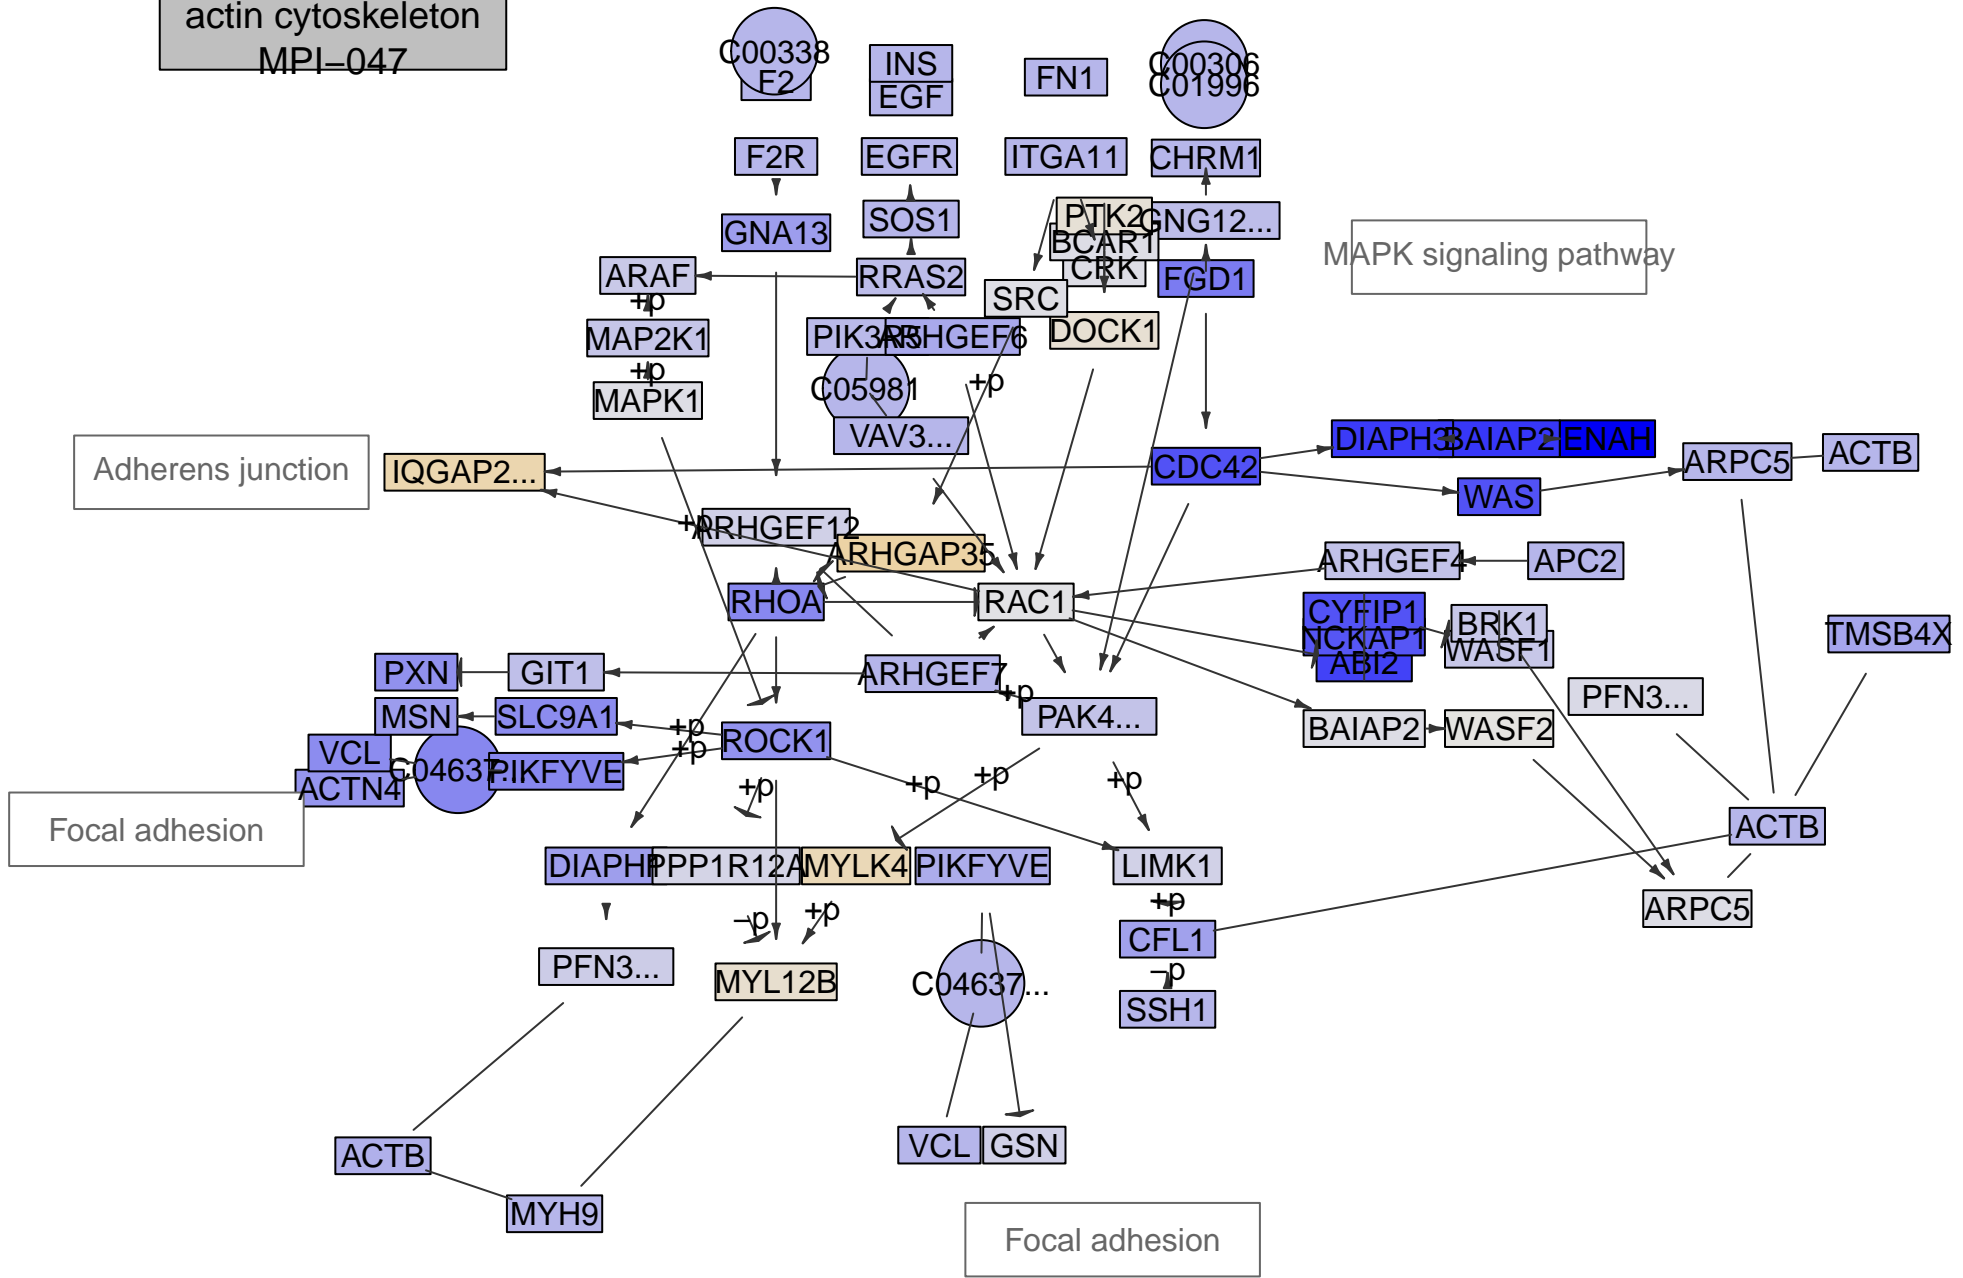 actin cytoskeleton
MPI−047
C00338
F2
INS
EGF
FN1
C00306
C01996
F2R
EGFR
ITGA11
CHRM1
GNA13
SOS1
PTK2
GNG12...
BCAR1
CRK
MAPK signaling pathway
ARAF
RRAS2
SRC
FGD1
+p
MAP2K1
ARHGEF6
DOCK1
+p
MAPK1
C05981
+p
VAV3...
Adherens junction
IQGAP2...
CDC42
DIAPH3
BAIAP2
ENAH
ARPC5
ACTB
WAS
+p
ARHGEF12
ARHGAP35
ARHGEF4
APC2
RHOA
RAC1
CYFIP1
NCKAP1
ABI2
BRK1
WASF1
TMSB4X
PXN
GIT1
ARHGEF7
+p
PFN3...
MSN
SLC9A1
+p
PAK4...
ROCK1
+p
BAIAP2
WASF2
VCL
ACTN4
C04637...
PIKFYVE
+p
+p
+p
+p
Focal adhesion
ACTB
PPP1R12A
MYLK4
PIKFYVE
LIMK1
+p
ARPC5
−p
+p
CFL1
−p
PFN3...
MYL12B
C04637...
SSH1
ACTB
VCL
GSN
MYH9
Focal adhesion